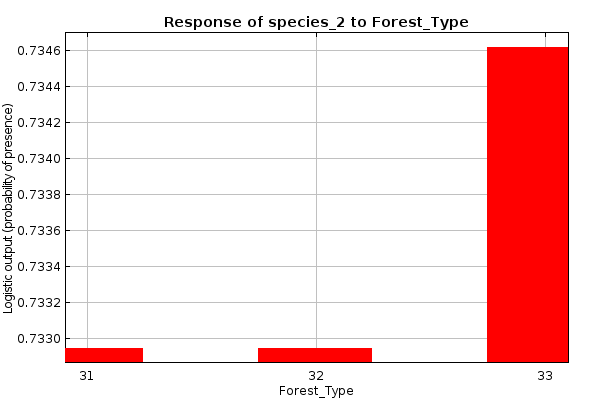 Response of species_2 to Forest_Type
Logistic output (probability of presence)
0.7346
0.7344
0.7342
0.7340
0.7338
0.7336
0.7334
0.7332
0.7330
31 32 33
Forest_Type